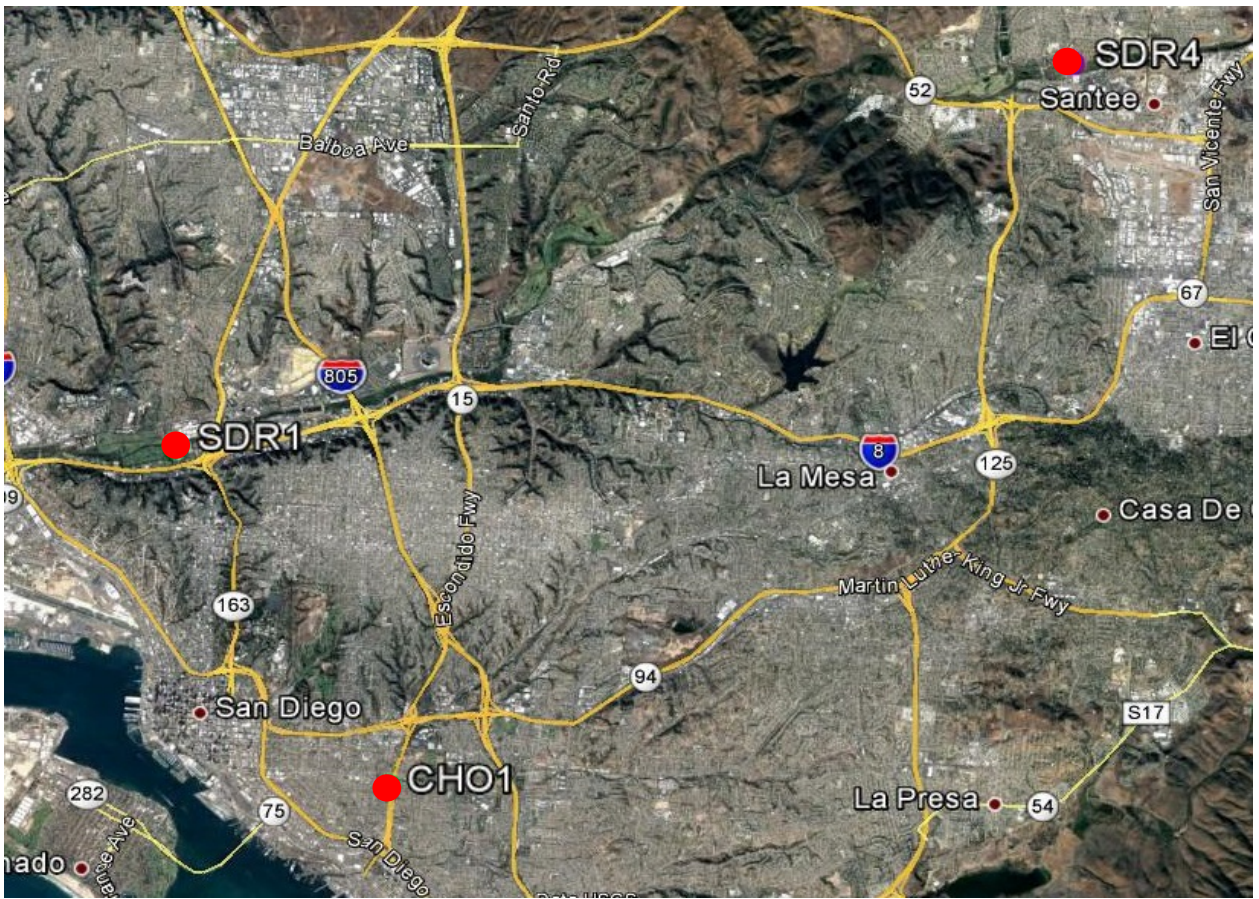 SDR4
52
Santee
Santo Rd
Balboa Ave
San Vicente Fwy
67
El
805
15
SDR1
8
La Mesa
125
Casa De
Escondido Fwy
Martin Luther King Jr Fwy
163
94
San Diego
S17
CHO1
282
75
La Presa
54
San Diego